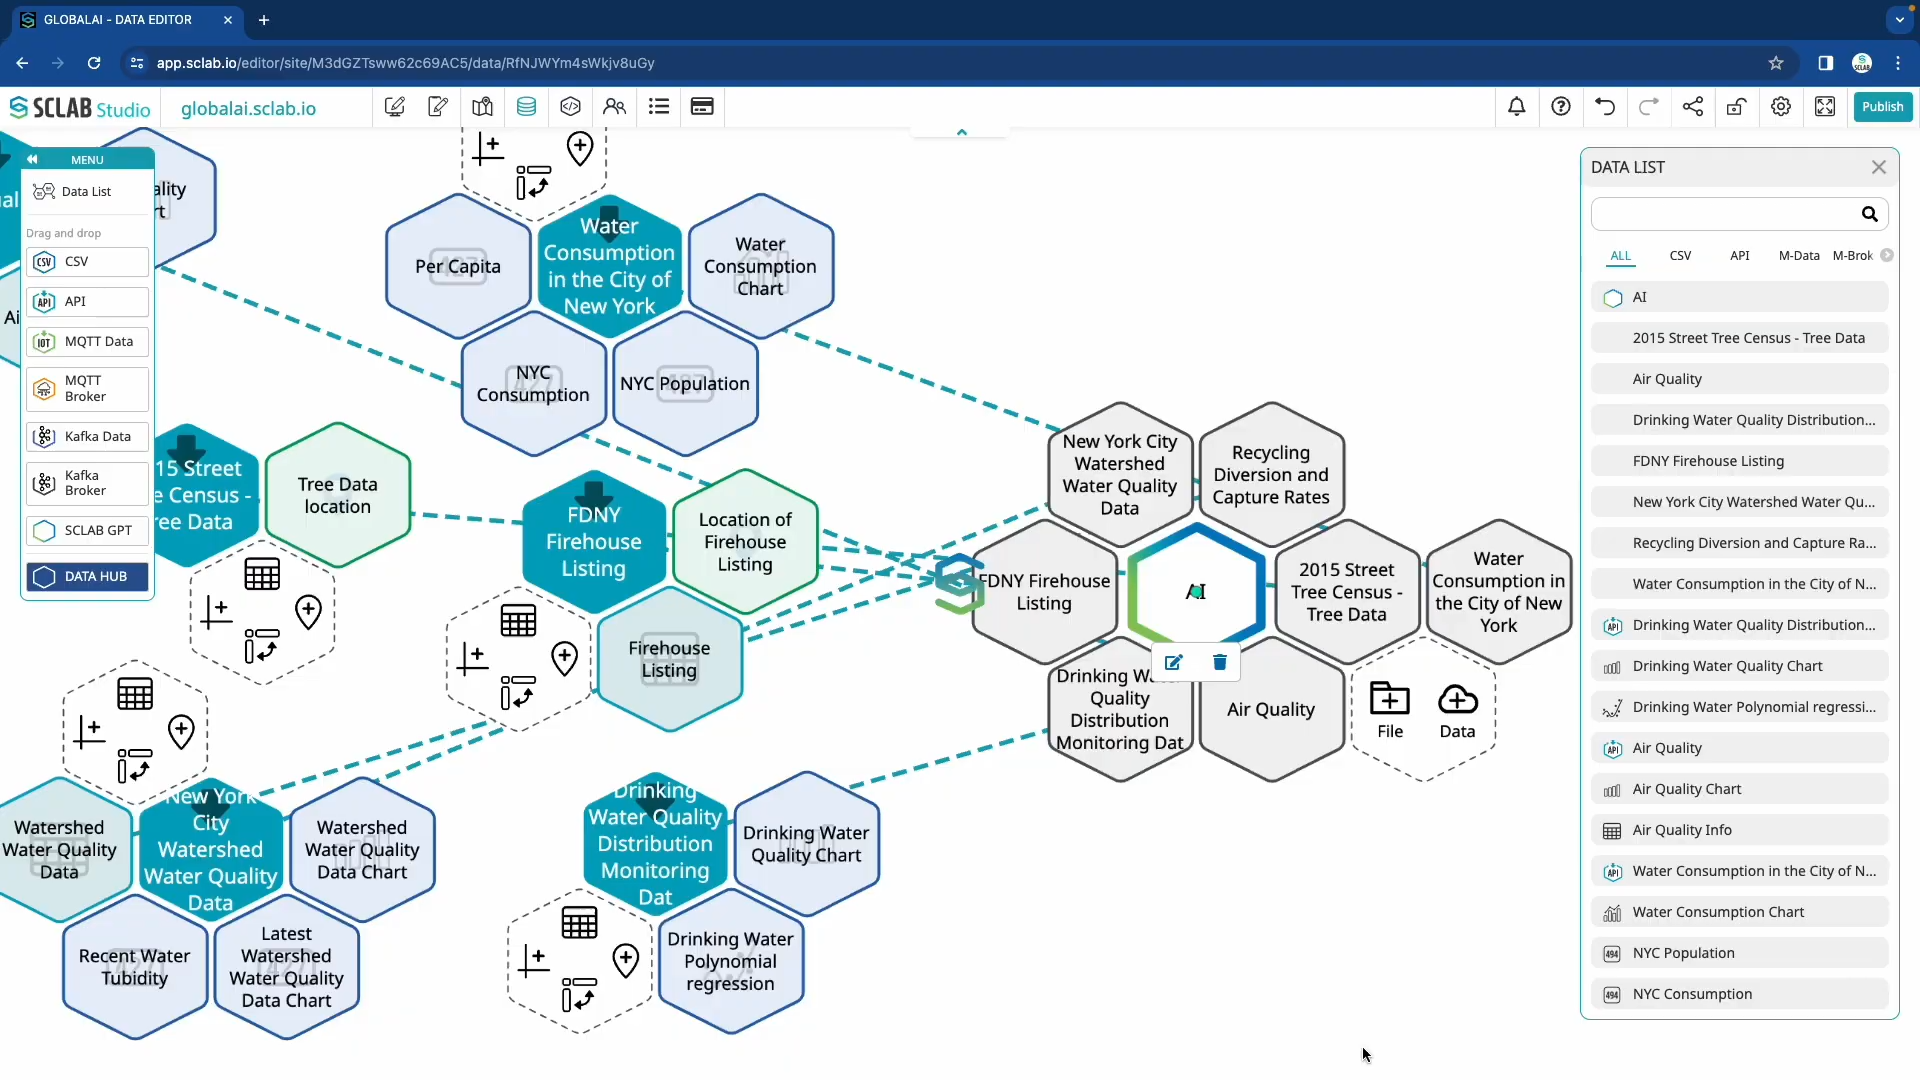 GLOBALAI - DATA EDITOR
app.sclab.io/editor/site/M3dGZTsww62c69AC5/data/RfNJWYm4sWkjv8uGy
SCLAB Studio
globalai.sclab.io
Publish
MENU
Data List
Drag and drop
CSV
CSV
API
API
IOT
MQTT Data
MQTT
Broker
Kafka Data
Kafka
Broker
SCLAB GPT
DATA HUB
Per Capita
Water
Consumption
in the City of
New York
Water
Consumption
Chart
NYC
Consumption
NYC Population
15 Street
e Census -
ree Data
Tree Data
location
FDNY
Firehouse
Listing
Location of
Firehouse
Listing
Firehouse
Listing
Watershed
Water Quality
Data
New York
City
Watershed
Water Quality
Data
Watershed
Water Quality
Data Chart
Recent Water
Tubidity
Latest
Watershed
Water Quality
Data Chart
Drinking
Water Quality
Distribution
Monitoring
Dat
Drinking Water
Quality Chart
Drinking Water
Polynomial
regression
New York City
Watershed
Water Quality
Data
Recycling
Diversion and
Capture Rates
FDNY Firehouse
Listing
AI
2015 Street
Tree Census -
Tree Data
Water
Consumption in
the City of New
York
Drinking Wa
Quality
Distribution
Monitoring Dat
Air Quality
File
Data
DATA LIST
ALL
CSV
API
M-Data
M-Brok
AI
2015 Street Tree Census - Tree Data
Air Quality
Drinking Water Quality Distribution...
FDNY Firehouse Listing
New York City Watershed Water Qu...
Recycling Diversion and Capture Ra...
Water Consumption in the City of N...
Drinking Water Quality Distribution...
Drinking Water Quality Chart
Drinking Water Polynomial regressi...
Air Quality
Air Quality Chart
Air Quality Info
Water Consumption in the City of N...
Water Consumption Chart
NYC Population
NYC Consumption